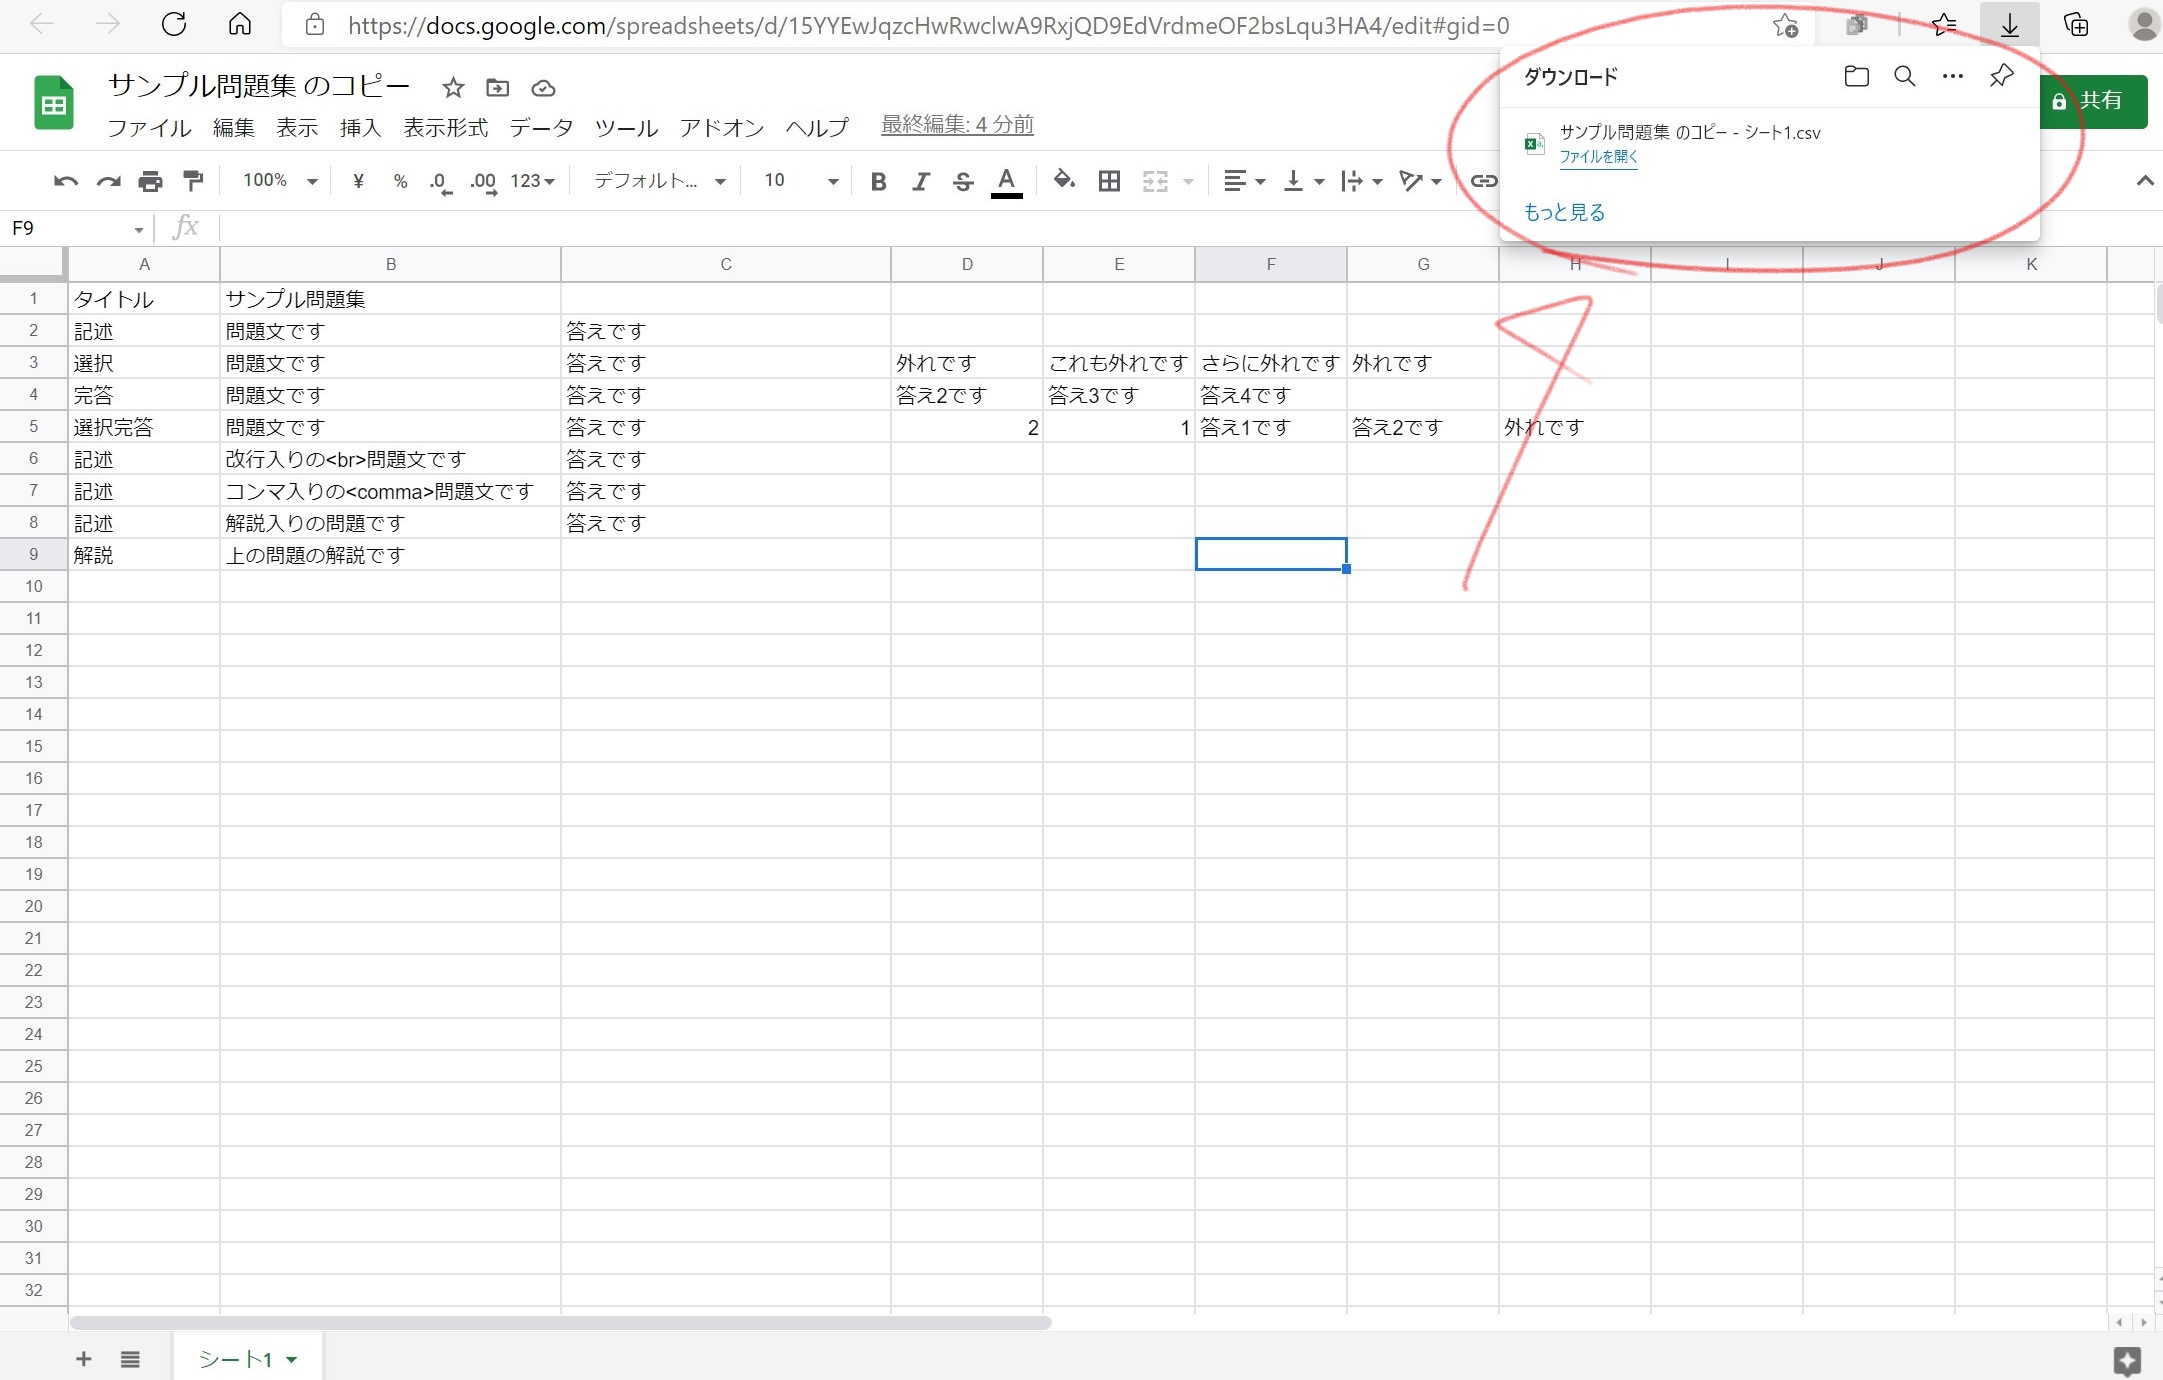 https://docs.google.com/spreadsheets/d/15YYEwJqzcHwRwclwA9RxjQD9EdVrdmeOF2bsLqu3HA4/edit#gid=0
サンプル問題集 のコピー
ファイル 編集 表示 挿入 表示形式 データ ツール アドオン ヘルプ 最終編集: 4 分前
共有
ダウンロード
サンプル問題集 のコピー - シート1.csv
ファイルを開く
もっと見る
100% ¥ % .0 .00 123 デフォルト... 10 B I S A
F9 fx
A B C D E F G H I J K
1 タイトル サンプル問題集
2 記述 問題文です 答えです
3 選択 問題文です 答えです 外れです これも外れです さらに外れです 外れです
4 完答 問題文です 答えです 答え2です 答え3です 答え4です
5 選択完答 問題文です 答えです 2 1 答え1です 答え2です 外れです
6 記述 改行入りの<br>問題文です 答えです
7 記述 コンマ入りの<comma>問題文です 答えです
8 記述 解説入りの問題です 答えです
9 解説 上の問題の解説です
10
11
12
13
14
15
16
17
18
19
20
21
22
23
24
25
26
27
28
29
30
31
32
シート1